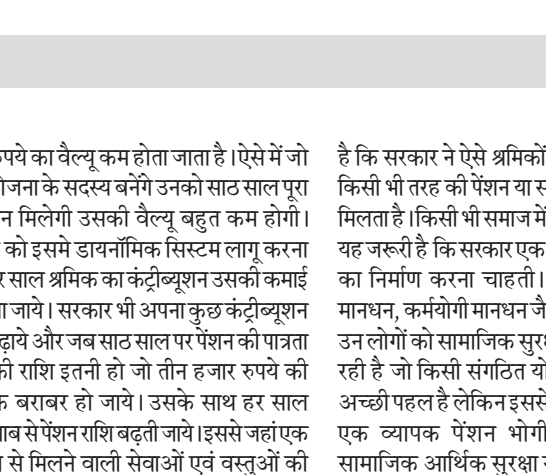 का वैल्यू कम होता जाता है। ऐसे में जो
के सदस्य बनेंगे उनको साठ साल पूरा
मिलेगी उसकी वैल्यू बहुत कम होगी।
को इसमे डायनॉमिक सिस्टम लागू करना
साल श्रमिक का कंट्रीब्यूशन उसकी कमाई
जाये। सरकार भी अपना कुछ कंट्रीब्यूशन
और जब साठ साल पर पेंशन की पात्रता
राशि इतनी हो जो तीन हजार रुपये की
बराबर हो जाये। उसके साथ हर साल
से पेंशन राशि बढ़ती जाये। इससे जहां एक
से मिलने वाली सेवाओं एवं वस्तुओं की
है कि सरकार ने ऐसे श्रमिकों
किसी भी तरह की पेंशन या
मिलता है। किसी भी समाज में
यह जरूरी है कि सरकार एक
का निर्माण करना चाहती।
मानधन, कर्मयोगी मानधन
उन लोगों को सामाजिक
रही है जो किसी संगठित
अच्छी पहल है लेकिन इससे
एक व्यापक पेंशन भोगी
सामाजिक आर्थिक सुरक्षा